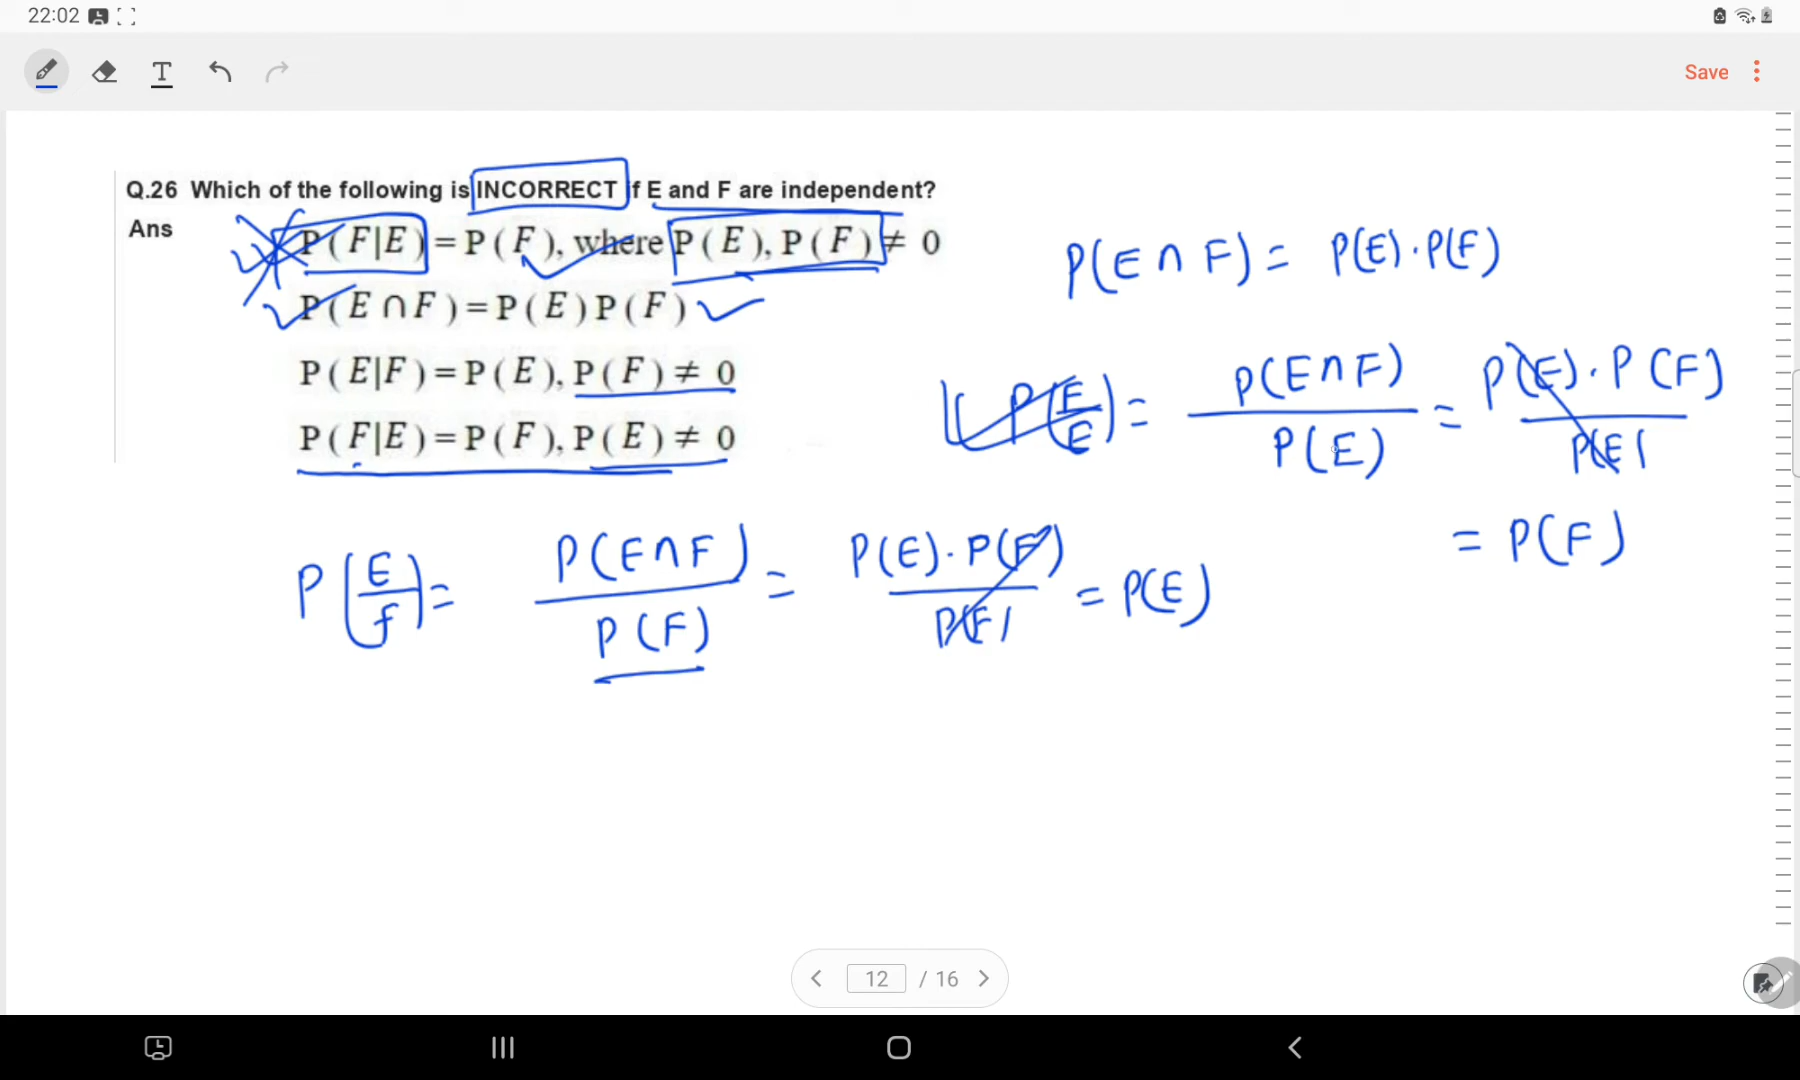 22:02
Save
Q.26 Which of the following is INCORRECT if E and F are independent?
Ans
P(F|E) = P(F), where P(E), P(F) ≠ 0
P(E ∩ F) = P(E)P(F)
P(E|F) = P(E), P(F) ≠ 0
P(F|E) = P(F), P(E) ≠ 0
P(E ∩ F) = P(E) · P(F)
P(F/E) = P(E ∩ F)/P(E) = P(E) · P(F)/P(E)
= P(F)
P(E/f) = P(E ∩ F)/P(F) = P(E) · P(F)/P(F) = P(E)
12 / 16